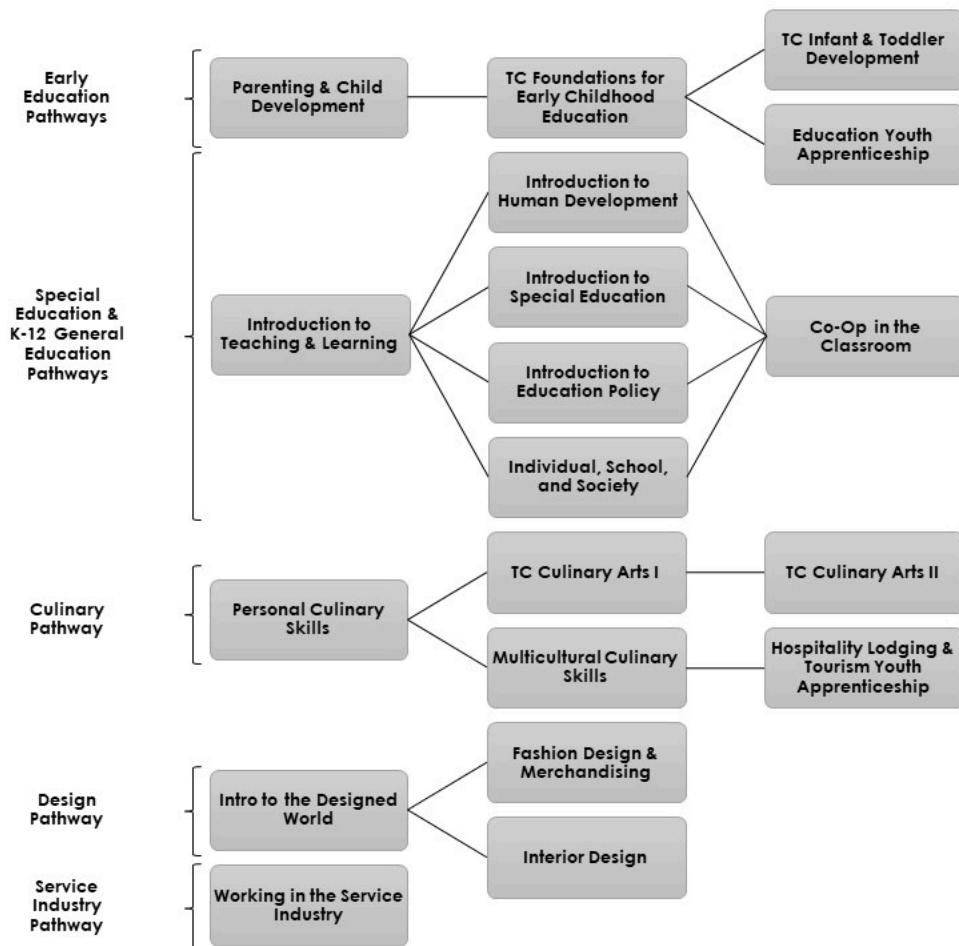 Early
Education
Pathways
Parenting & Child
Development
TC Foundations for
Early Childhood
Education
TC Infant & Toddler
Development
Education Youth
Apprenticeship
Special
Education &
K-12 General
Education
Pathways
Introduction to
Teaching & Learning
Introduction to
Human Development
Introduction to
Special Education
Introduction to
Education Policy
Individual, School,
and Society
Co-Op in the
Classroom
Culinary
Pathway
Personal Culinary
Skills
TC Culinary Arts I
TC Culinary Arts II
Multicultural Culinary
Skills
Hospitality Lodging &
Tourism Youth
Apprenticeship
Design
Pathway
Intro to the Designed
World
Fashion Design &
Merchandising
Interior Design
Service
Industry
Pathway
Working in the Service
Industry